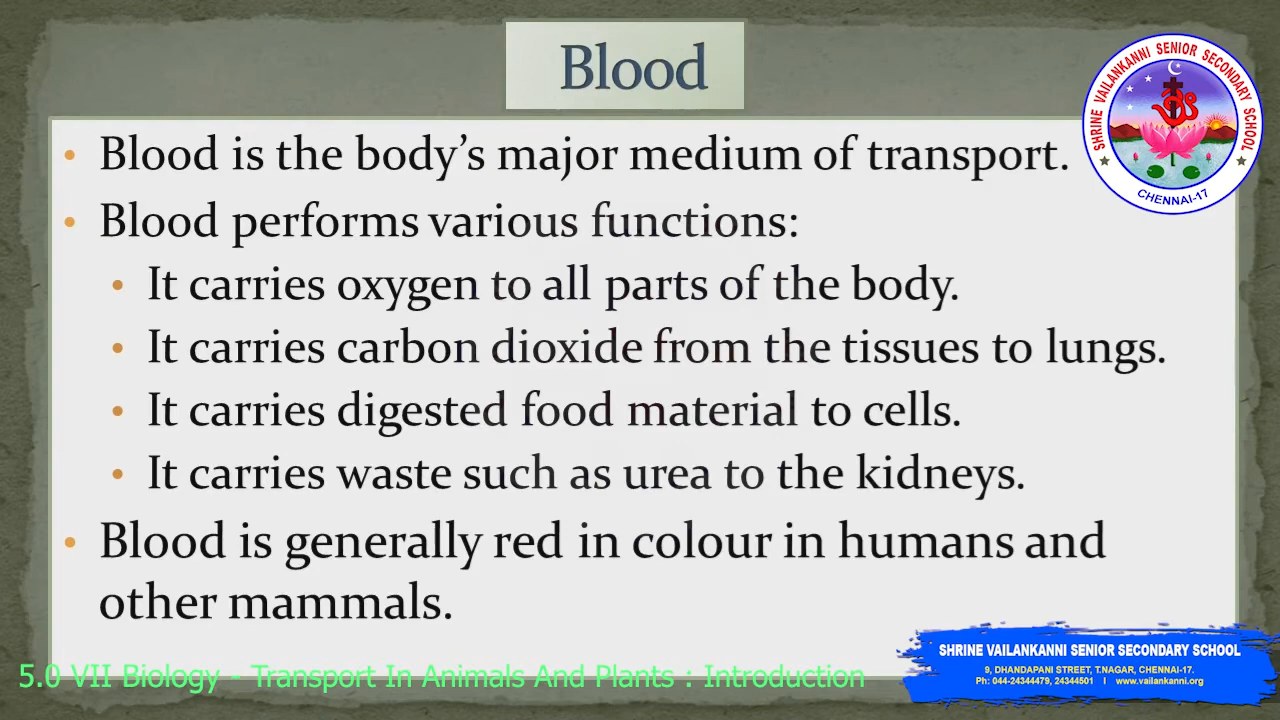 Blood
SHRINE VAILANKANNI SENIOR SECONDARY SCHOOL
CHENNAI-17
• Blood is the body’s major medium of transport.
• Blood performs various functions:
• It carries oxygen to all parts of the body.
• It carries carbon dioxide from the tissues to lungs.
• It carries digested food material to cells.
• It carries waste such as urea to the kidneys.
• Blood is generally red in colour in humans and
other mammals.
5.0 VII Biology - Transport In Animals And Plants : Introduction
SHRINE VAILANKANNI SENIOR SECONDARY SCHOOL
9, DHANDAPANI STREET, T.NAGAR, CHENNAI-17.
Ph: 044-24344479, 24344501 I www.vailankanni.org